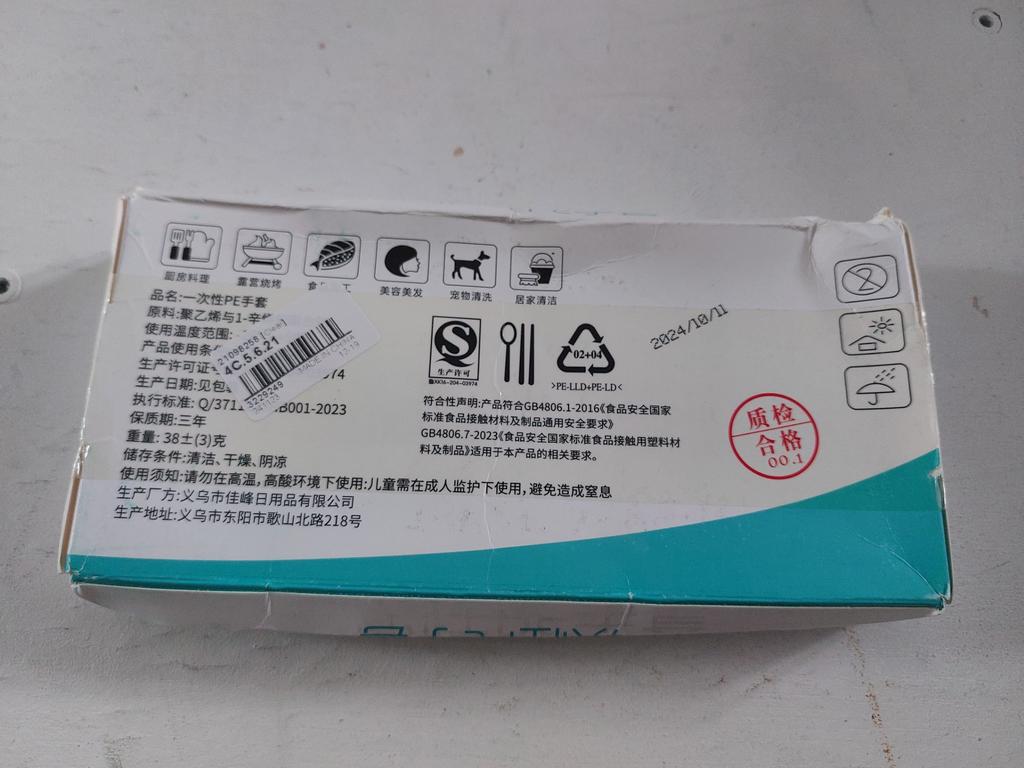 厨房料理
露营烧烤
美容美发
宠物清洗
居家清洁
品名:一次性PE手套
原料:聚乙烯与1-辛
使用温度范围:
产品使用条
生产许可证
974
生产日期:见包
执行标准: Q/371
B001-2023
保质期:三年
重量: 38±(3)克
储存条件:清洁、干燥、阴凉
使用须知:请勿在高温,高酸环境下使用:儿童需在成人监护下使用,避免造成窒息
生产厂方:义乌市佳峰日用品有限公司
生产地址:义乌市东阳市歌山北路218号
21098258
4C.5.6.21
MADE IN CHINA
3229249
12-19
生产许可
XK16-204-03974
02+04
>PE-LLD+PE-LD<
2024/10/11
符合性声明:产品符合GB4806.1-2016《食品安全国家
标准食品接触材料及制品通用安全要求》
GB4806.7-2023《食品安全国家标准食品接触用塑料材
料及制品》适用于本产品的相关要求。
质检
合格
00.1